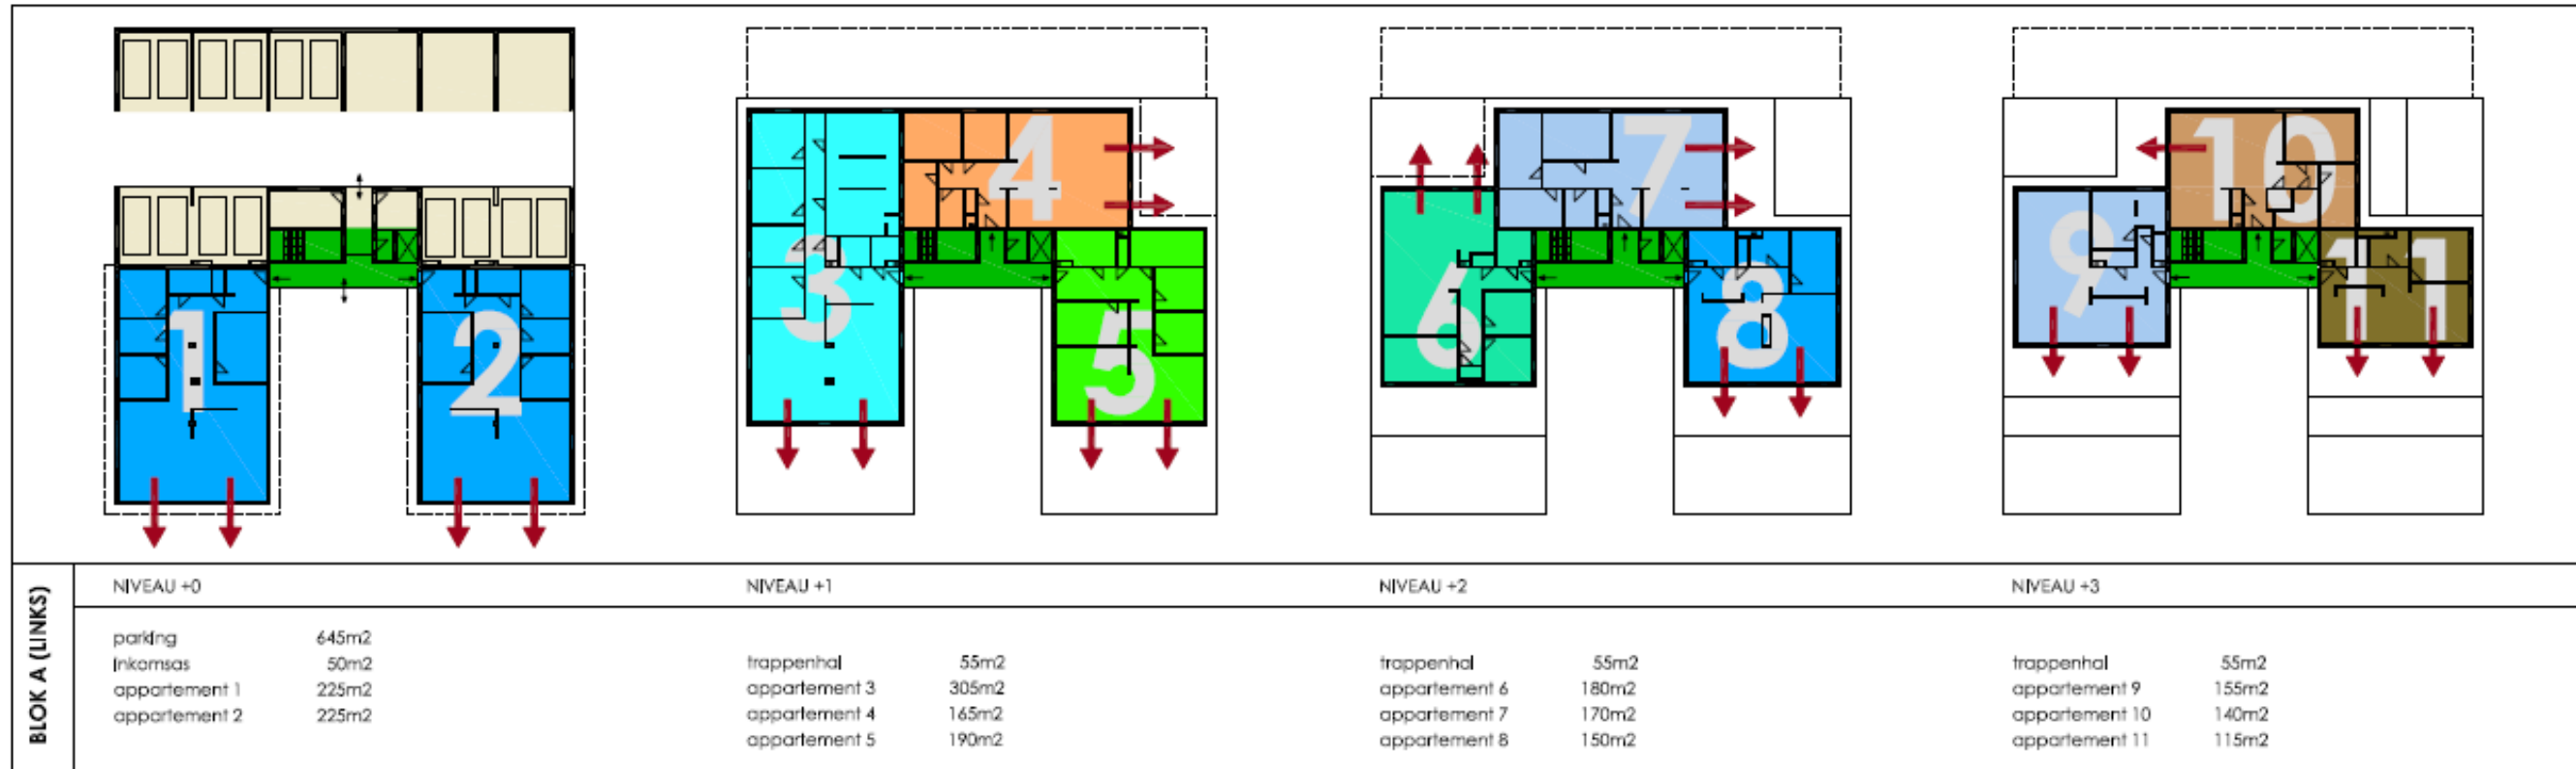 1
2
3
4
5
6
7
8
9
10
11
BLOK A (LINKS)
NIVEAU +0
NIVEAU +1
NIVEAU +2
NIVEAU +3
parking 645m2
inkomsas 50m2
appartement 1 225m2
appartement 2 225m2
trappenhal 55m2
appartement 3 305m2
appartement 4 165m2
appartement 5 190m2
trappenhal 55m2
appartement 6 180m2
appartement 7 170m2
appartement 8 150m2
trappenhal 55m2
appartement 9 155m2
appartement 10 140m2
appartement 11 115m2